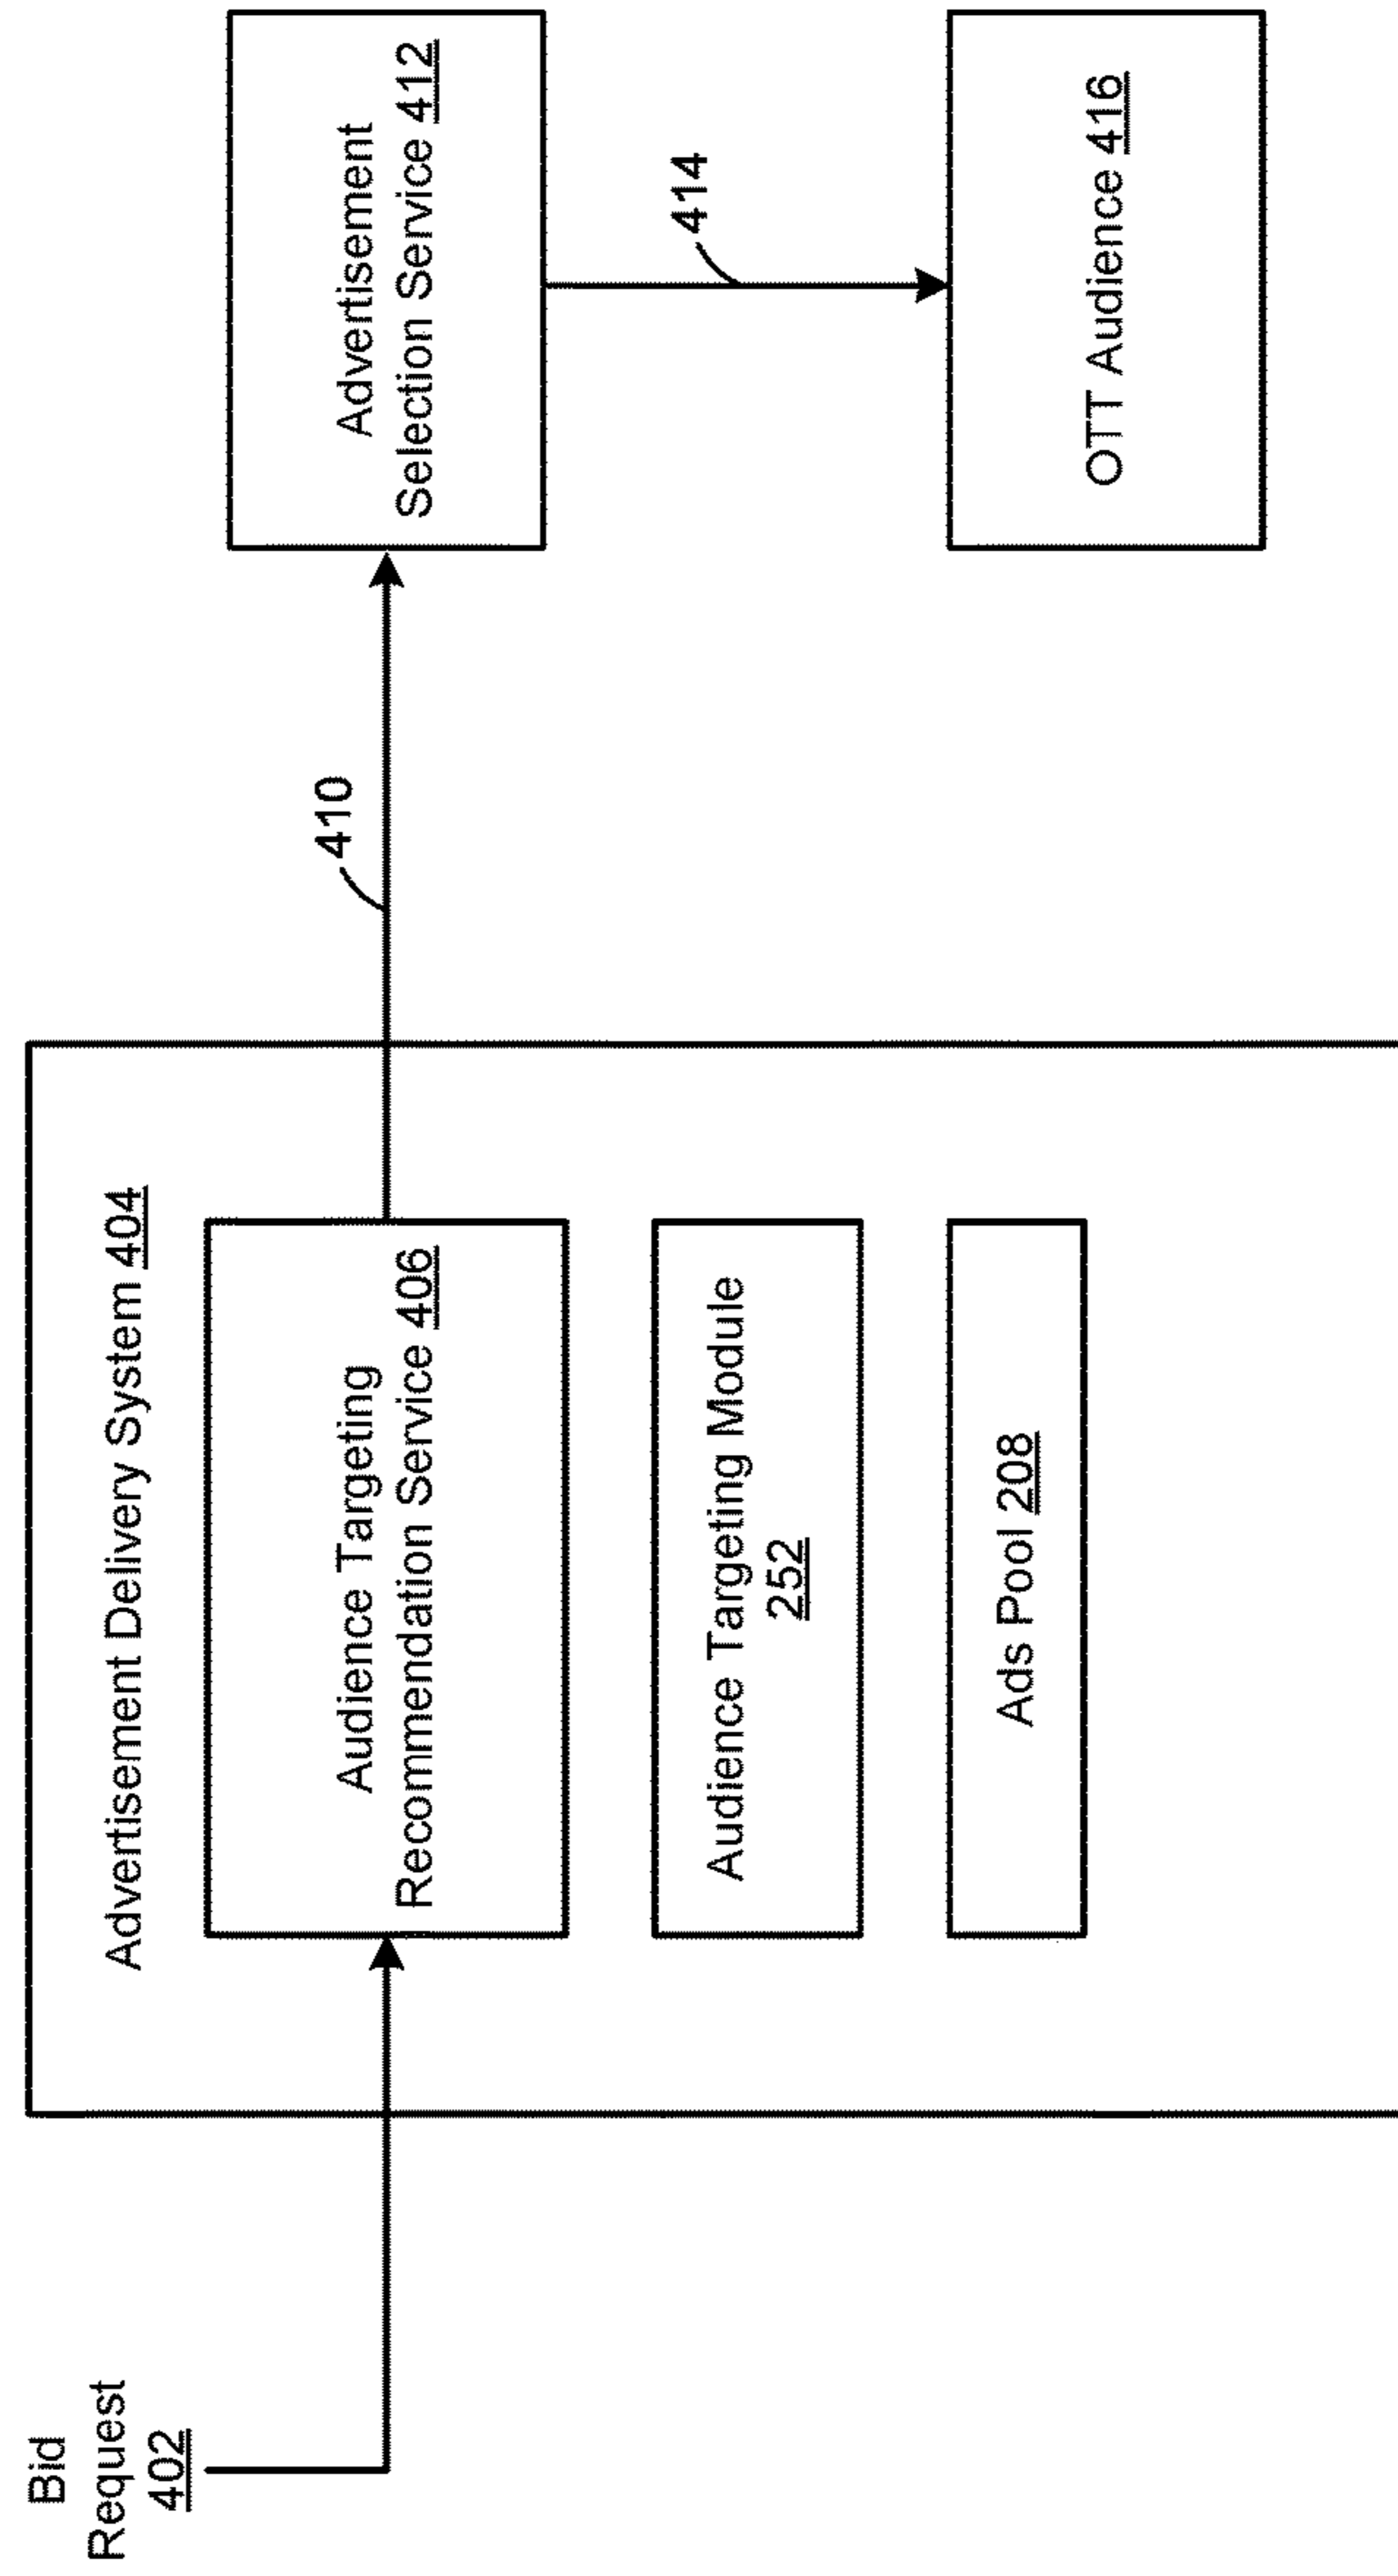 Bid
Request
402
Advertisement Delivery System 404
Audience Targeting
Recommendation Service 406
Audience Targeting Module
252
Ads Pool 208
410
Advertisement
Selection Service 412
414
OTT Audience 416